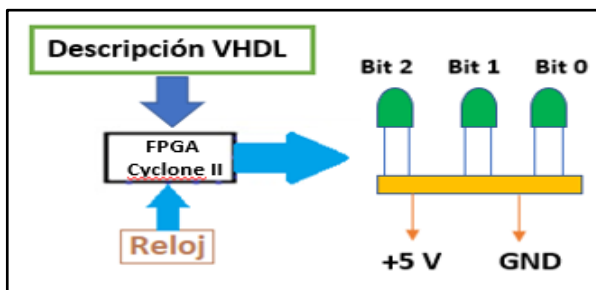 Descripción VHDL
Bit 2 Bit 1 Bit 0
FPGA
Cyclone II
Reloj
+5 V GND